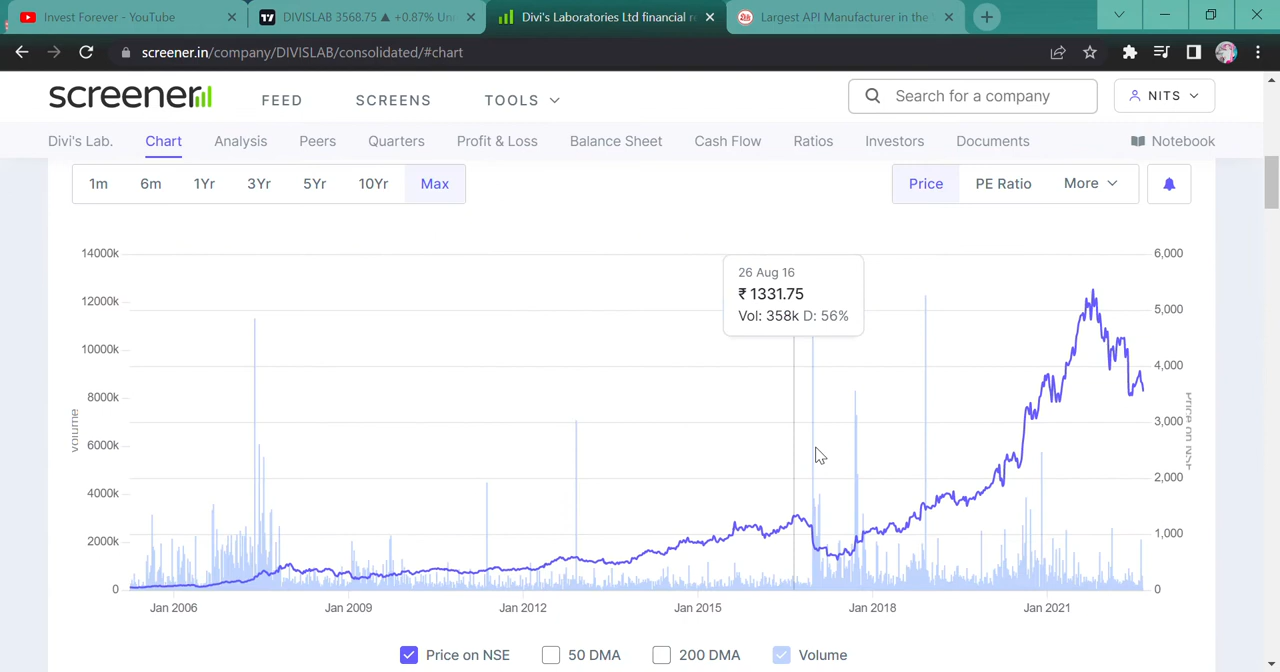 Invest Forever - YouTube
DIVISLAB 3568.75 ▲ +0.87% Un
Divi's Laboratories Ltd financial r
Largest API Manufacturer in the
screener.in/company/DIVISLAB/consolidated/#chart
screener
FEED SCREENS TOOLS
Search for a company
NITS
Divi's Lab. Chart Analysis Peers Quarters Profit & Loss Balance Sheet Cash Flow Ratios Investors Documents Notebook
1m 6m 1Yr 3Yr 5Yr 10Yr Max
Price PE Ratio More
14000k
12000k
10000k
8000k
6000k
4000k
2000k
0
Volume
26 Aug 16
₹ 1331.75
Vol: 358k D: 56%
6,000
5,000
4,000
3,000
2,000
1,000
0
Price on NSE
Jan 2006 Jan 2009 Jan 2012 Jan 2015 Jan 2018 Jan 2021
Price on NSE 50 DMA 200 DMA Volume